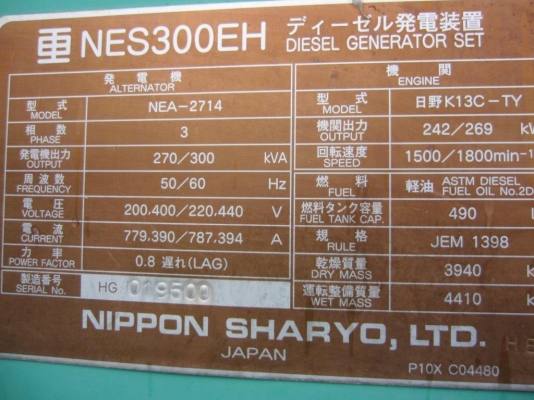 NES300EH ディーゼル発電装置
DIESEL GENERATOR SET
発電機
ALTERNATOR
型式 MODEL NEA-2714
相数 PHASE 3
発電機出力 OUTPUT 270/300 kVA
周波数 FREQUENCY 50/60 Hz
電圧 VOLTAGE 200.400/220.440 V
電流 CURRENT 779.390/787.394 A
力率 POWER FACTOR 0.8 遅れ(LAG)
製造番号 SERIAL No. HG 019500
機関
ENGINE
型式 MODEL 日野K13C-TY
機関出力 OUTPUT 242/269
回転速度 SPEED 1500/1800min-1
燃料 FUEL 軽油 ASTM DIESEL FUEL OIL No.2D
燃料タンク容量 FUEL TANK CAP. 490
規格 RULE JEM 1398
乾燥質量 DRY MASS 3940
運転整備質量 WET MASS 4410
NIPPON SHARYO, LTD.
JAPAN
P10X C04480